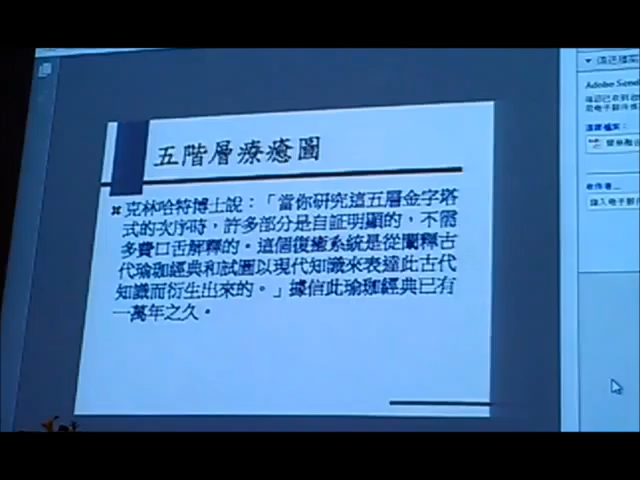 五階層療癒圖
克林哈特博士說：「當你研究這五層金字塔
式的次序時，許多部分是自証明顯的，不需
多費口舌解釋的。這個復癒系統是從闡釋古
代瑜珈經典和試圖以現代知識來表達此古代
知識而衍生出來的。」據信此瑜珈經典已有
一萬年之久。
Adobe Send